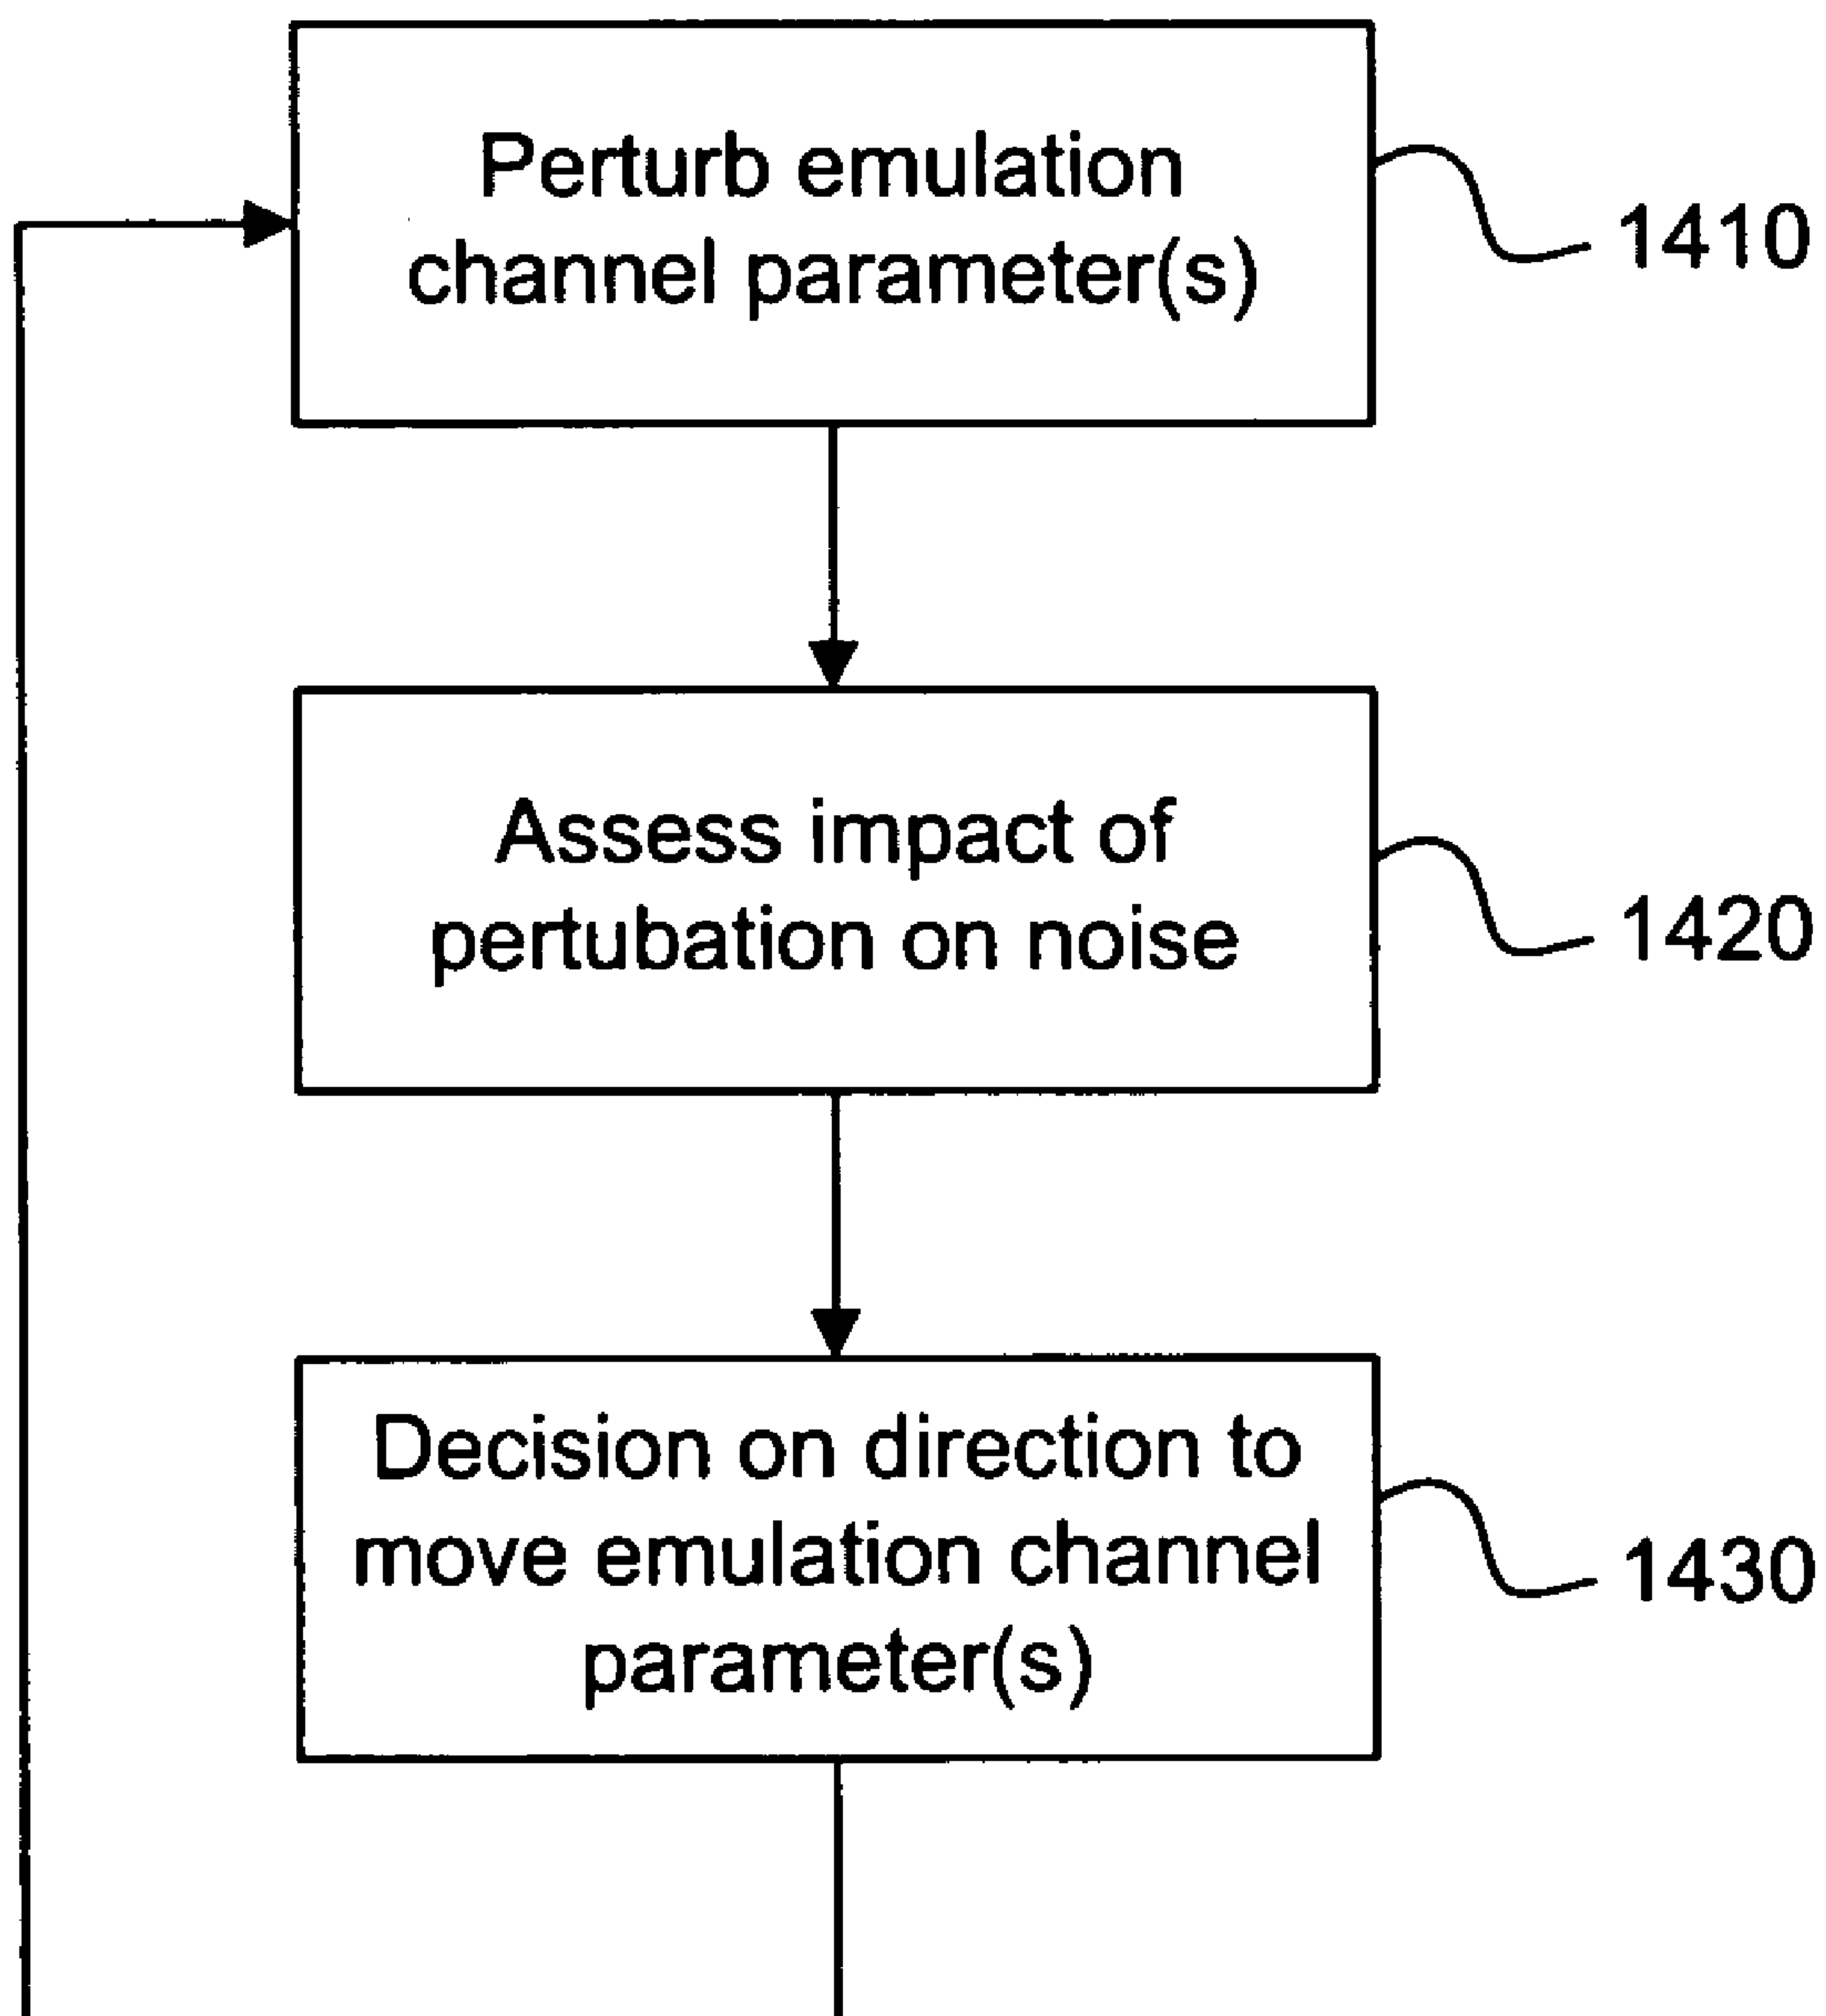 Perturb emulation
channel parameter(s)
1410
Assess impact of
pertubation on noise
1420
Decision on direction to
move emulation channel
parameter(s)
1430